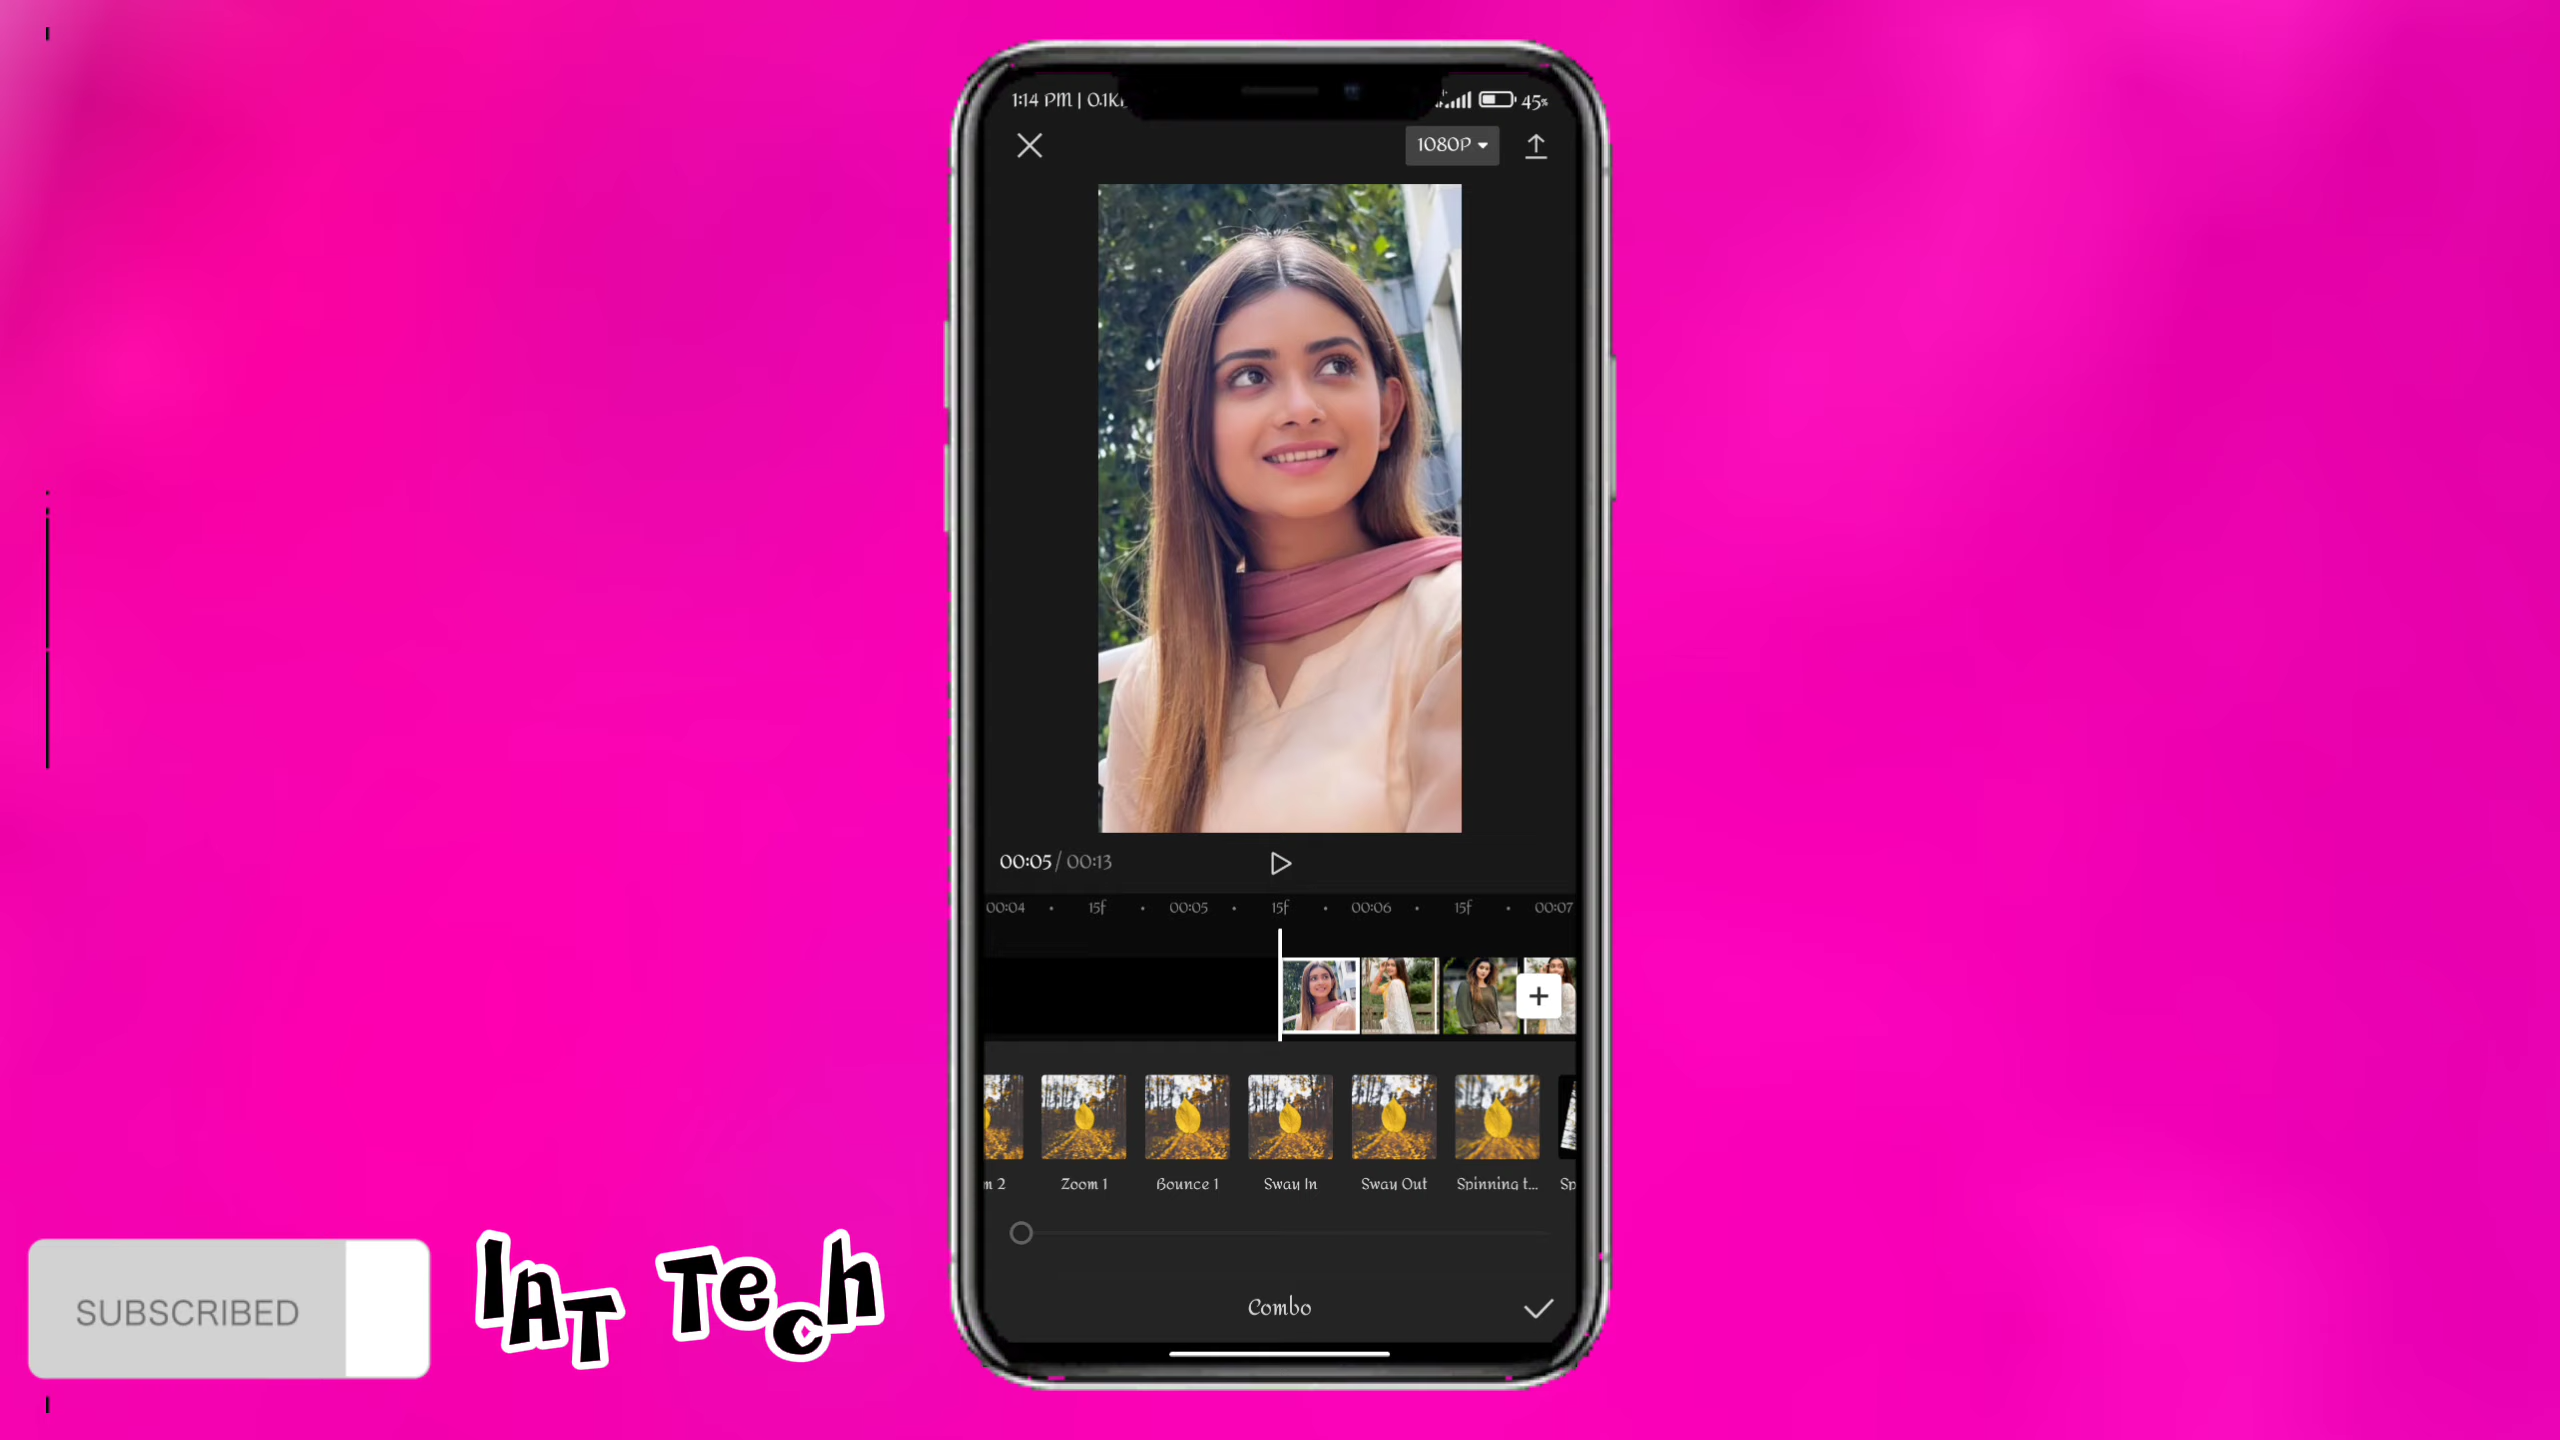 1:14 PM | 0.1K
45%
1080P
00:05 / 00:13
00:04 15f 00:05 15f 00:06 15f 00:07
Zoom 1 Bounce 1 Sway In Sway Out Spinning t...
Combo
SUBSCRIBED
IAT Tech